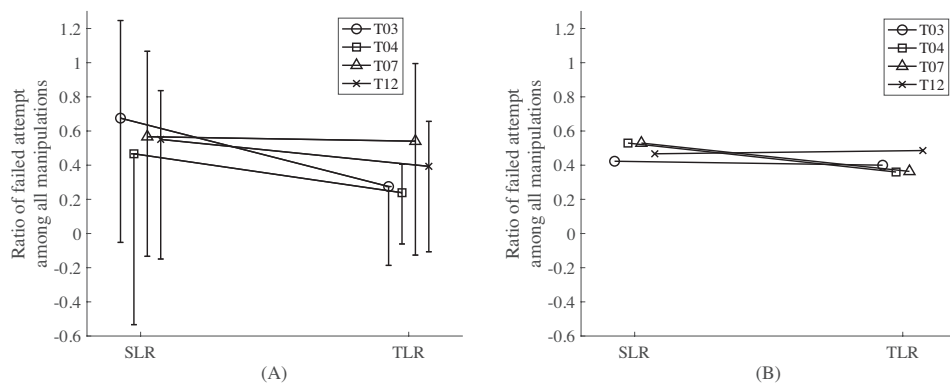 1.2
1
0.8
0.6
0.4
0.2
0
-0.2
-0.4
-0.6
Ratio of failed attempt
among all manipulations
T03
T04
T07
T12
SLR
TLR
(A)
1.2
1
0.8
0.6
0.4
0.2
0
-0.2
-0.4
-0.6
Ratio of failed attempt
among all manipulations
T03
T04
T07
T12
SLR
TLR
(B)